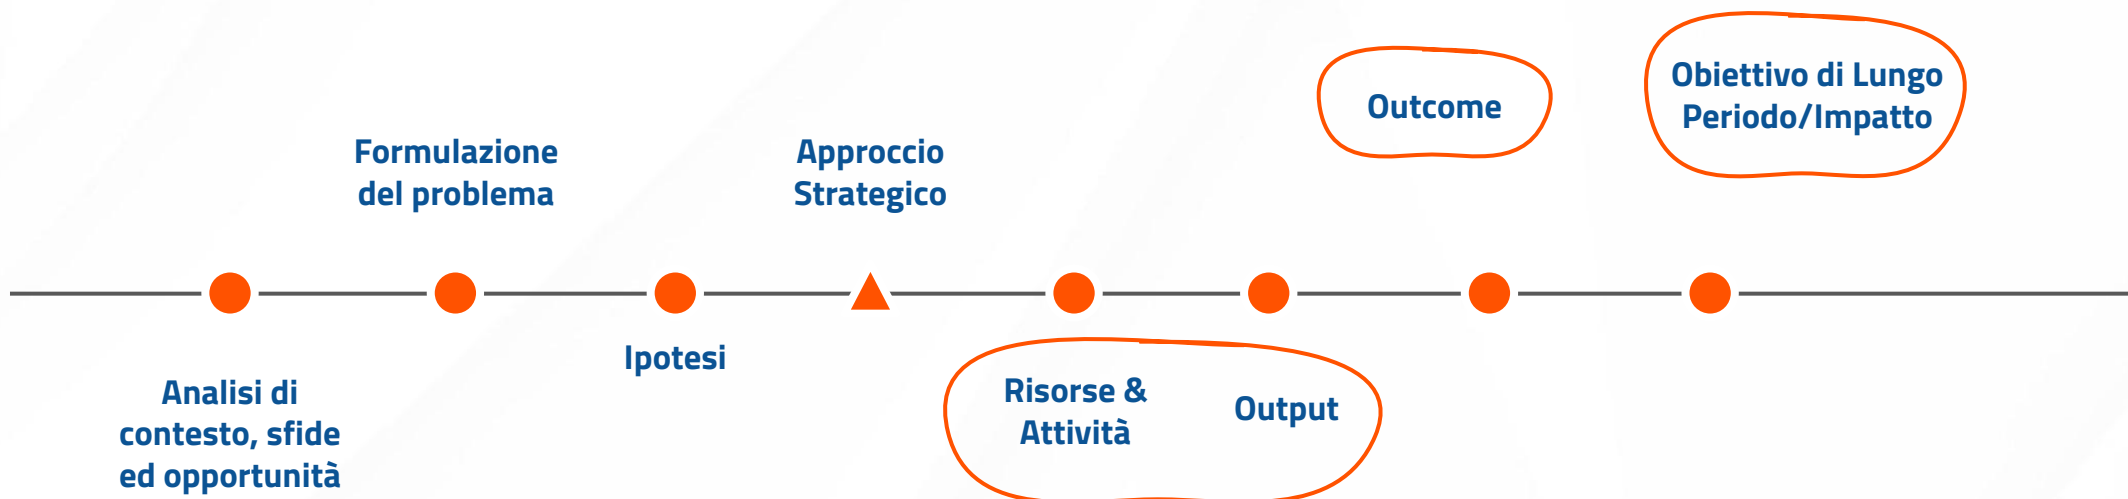 Analisi di
contesto, sfide
ed opportunità
Formulazione
del problema
Ipotesi
Approccio
Strategico
Risorse &
Attività
Output
Outcome
Obiettivo di Lungo
Periodo/Impatto